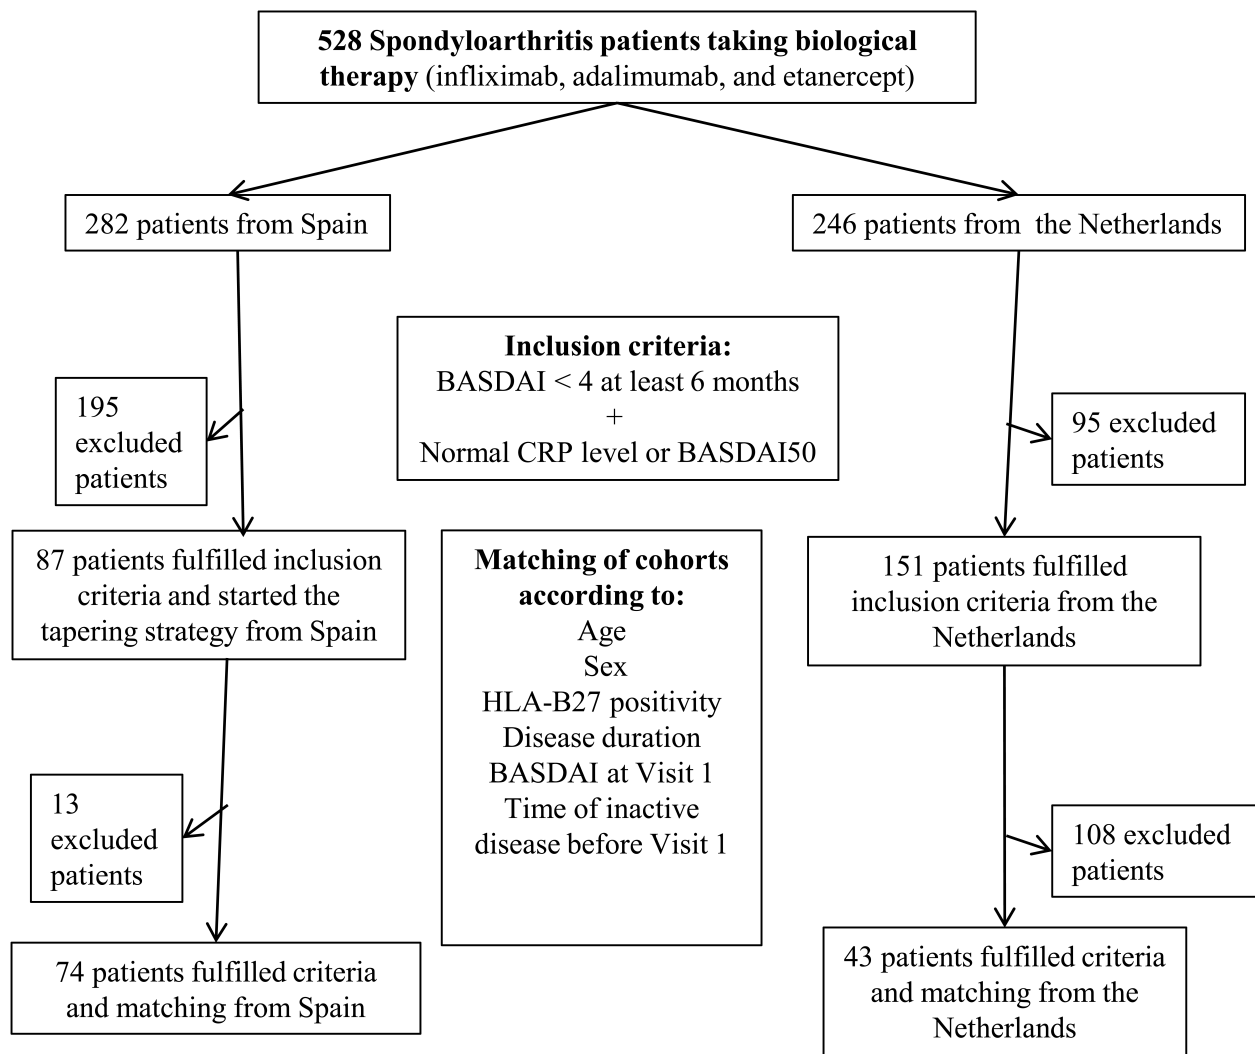 528 Spondyloarthritis patients taking biological
therapy (infliximab, adalimumab, and etanercept)
282 patients from Spain
246 patients from the Netherlands
Inclusion criteria:
BASDAI < 4 at least 6 months
+
Normal CRP level or BASDAI50
195
excluded
patients
95 excluded
patients
87 patients fulfilled inclusion
criteria and started the
tapering strategy from Spain
Matching of cohorts
according to:
Age
Sex
HLA-B27 positivity
Disease duration
BASDAI at Visit 1
Time of inactive
disease before Visit 1
151 patients fulfilled
inclusion criteria from the
Netherlands
13
excluded
patients
108 excluded
patients
74 patients fulfilled criteria
and matching from Spain
43 patients fulfilled criteria
and matching from the
Netherlands